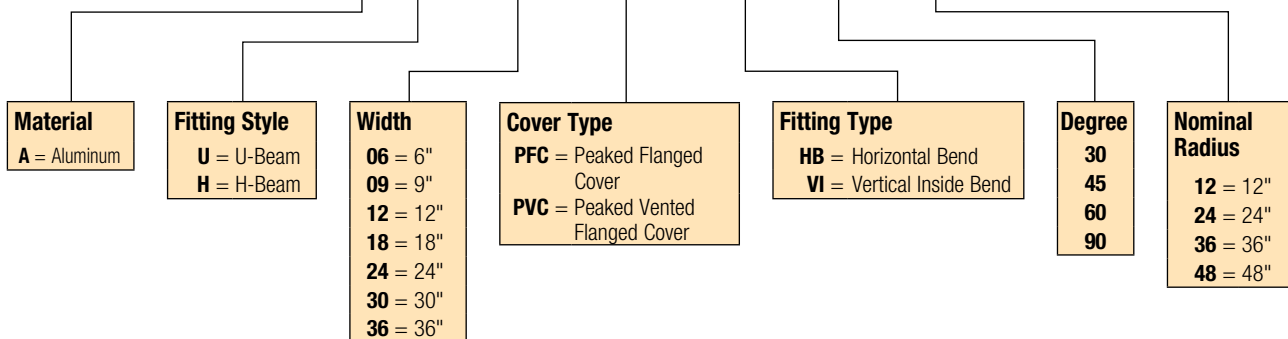 Material
A = Aluminum
Fitting Style
U = U-Beam
H = H-Beam
Width
06 = 6"
09 = 9"
12 = 12"
18 = 18"
24 = 24"
30 = 30"
36 = 36"
Cover Type
PFC = Peaked Flanged
Cover
PVC = Peaked Vented
Flanged Cover
Fitting Type
HB = Horizontal Bend
VI = Vertical Inside Bend
Degree
30
45
60
90
Nominal
Radius
12 = 12"
24 = 24"
36 = 36"
48 = 48"